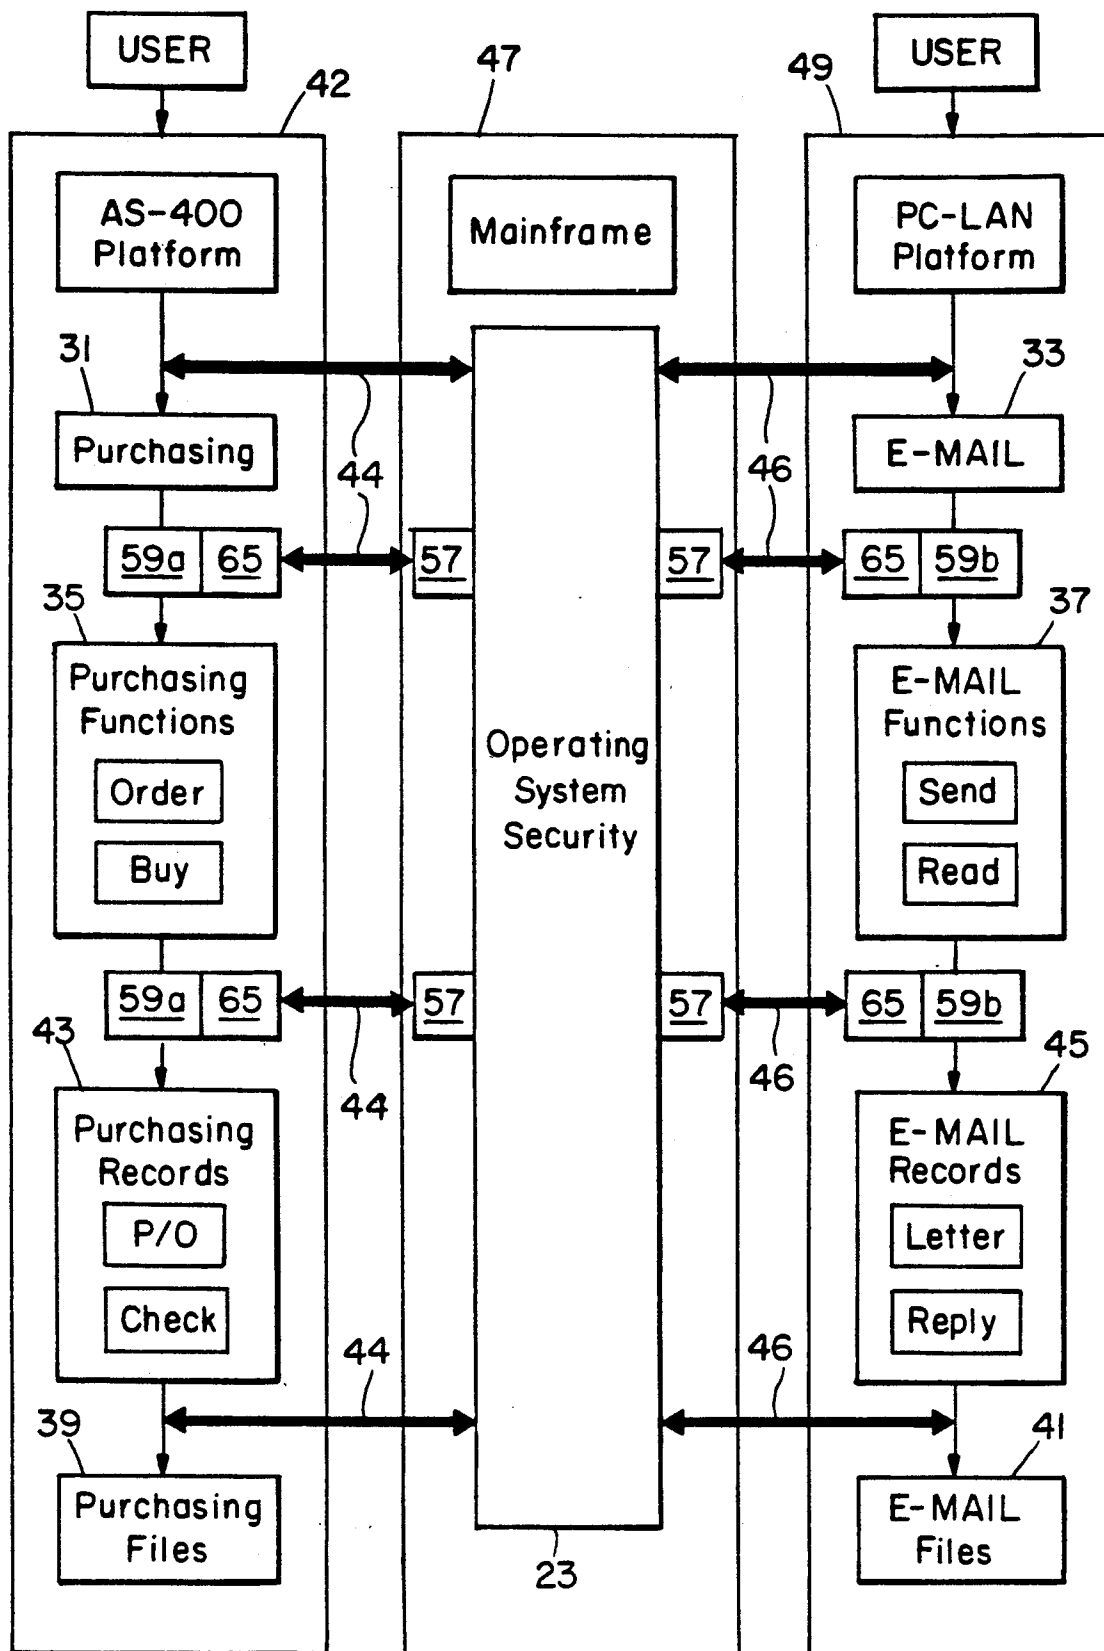 USER
USER
42
47
49
AS-400
Platform
Mainframe
PC-LAN
Platform
31
33
44
46
Purchasing
E-MAIL
59a 65
57
57
65 59b
35
37
Purchasing
Functions
Order
Buy
Operating
System
Security
E-MAIL
Functions
Send
Read
59a 65
57
57
65 59b
43
44
46
45
Purchasing
Records
P/O
Check
E-MAIL
Records
Letter
Reply
44
46
39
41
Purchasing
Files
23
E-MAIL
Files